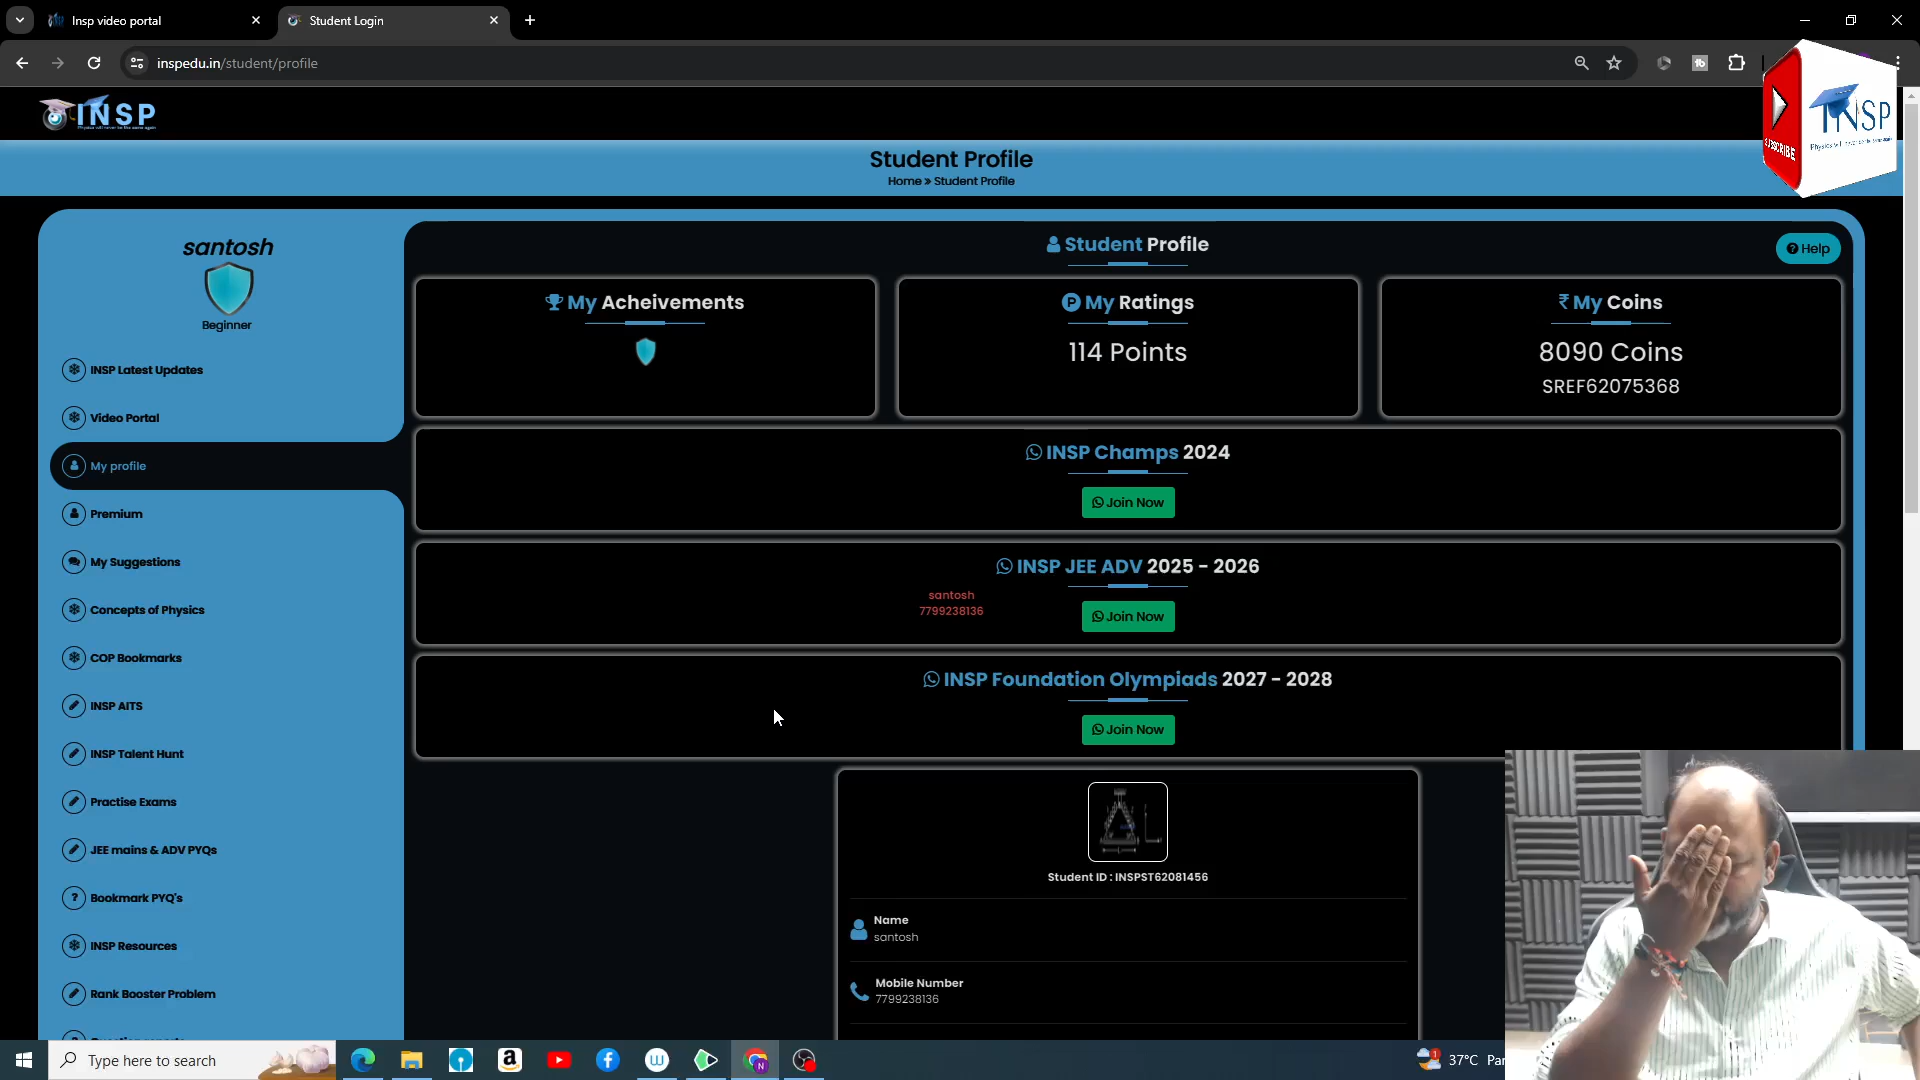 Insp video portal
Student Login
inspedu.in/student/profile
INSP
INSP
SUBSCRIBE
Student Profile
Home » Student Profile
santosh
Beginner
INSP Latest Updates
Video Portal
My profile
Premium
My Suggestions
Concepts of Physics
COP Bookmarks
INSP AITS
INSP Talent Hunt
Practise Exams
JEE mains & ADV PYQs
Bookmark PYQ's
INSP Resources
Rank Booster Problem
Student Profile
Help
My Acheivements
My Ratings
114 Points
My Coins
8090 Coins
SREF62075368
INSP Champs 2024
Join Now
INSP JEE ADV 2025 - 2026
santosh
7799238136
Join Now
INSP Foundation Olympiads 2027 - 2028
Join Now
Student ID : INSPST62081456
Name
santosh
Mobile Number
7799238136
Type here to search
37°C